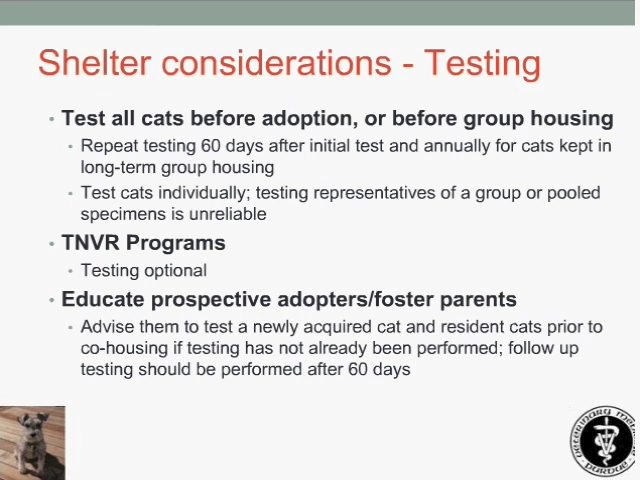 Shelter considerations - Testing
• Test all cats before adoption, or before group housing
• Repeat testing 60 days after initial test and annually for cats kept in
long-term group housing
• Test cats individually; testing representatives of a group or pooled
specimens is unreliable
• TNVR Programs
• Testing optional
• Educate prospective adopters/foster parents
• Advise them to test a newly acquired cat and resident cats prior to
co-housing if testing has not already been performed; follow up
testing should be performed after 60 days
VETERINARY MEDICINE
PURDUE